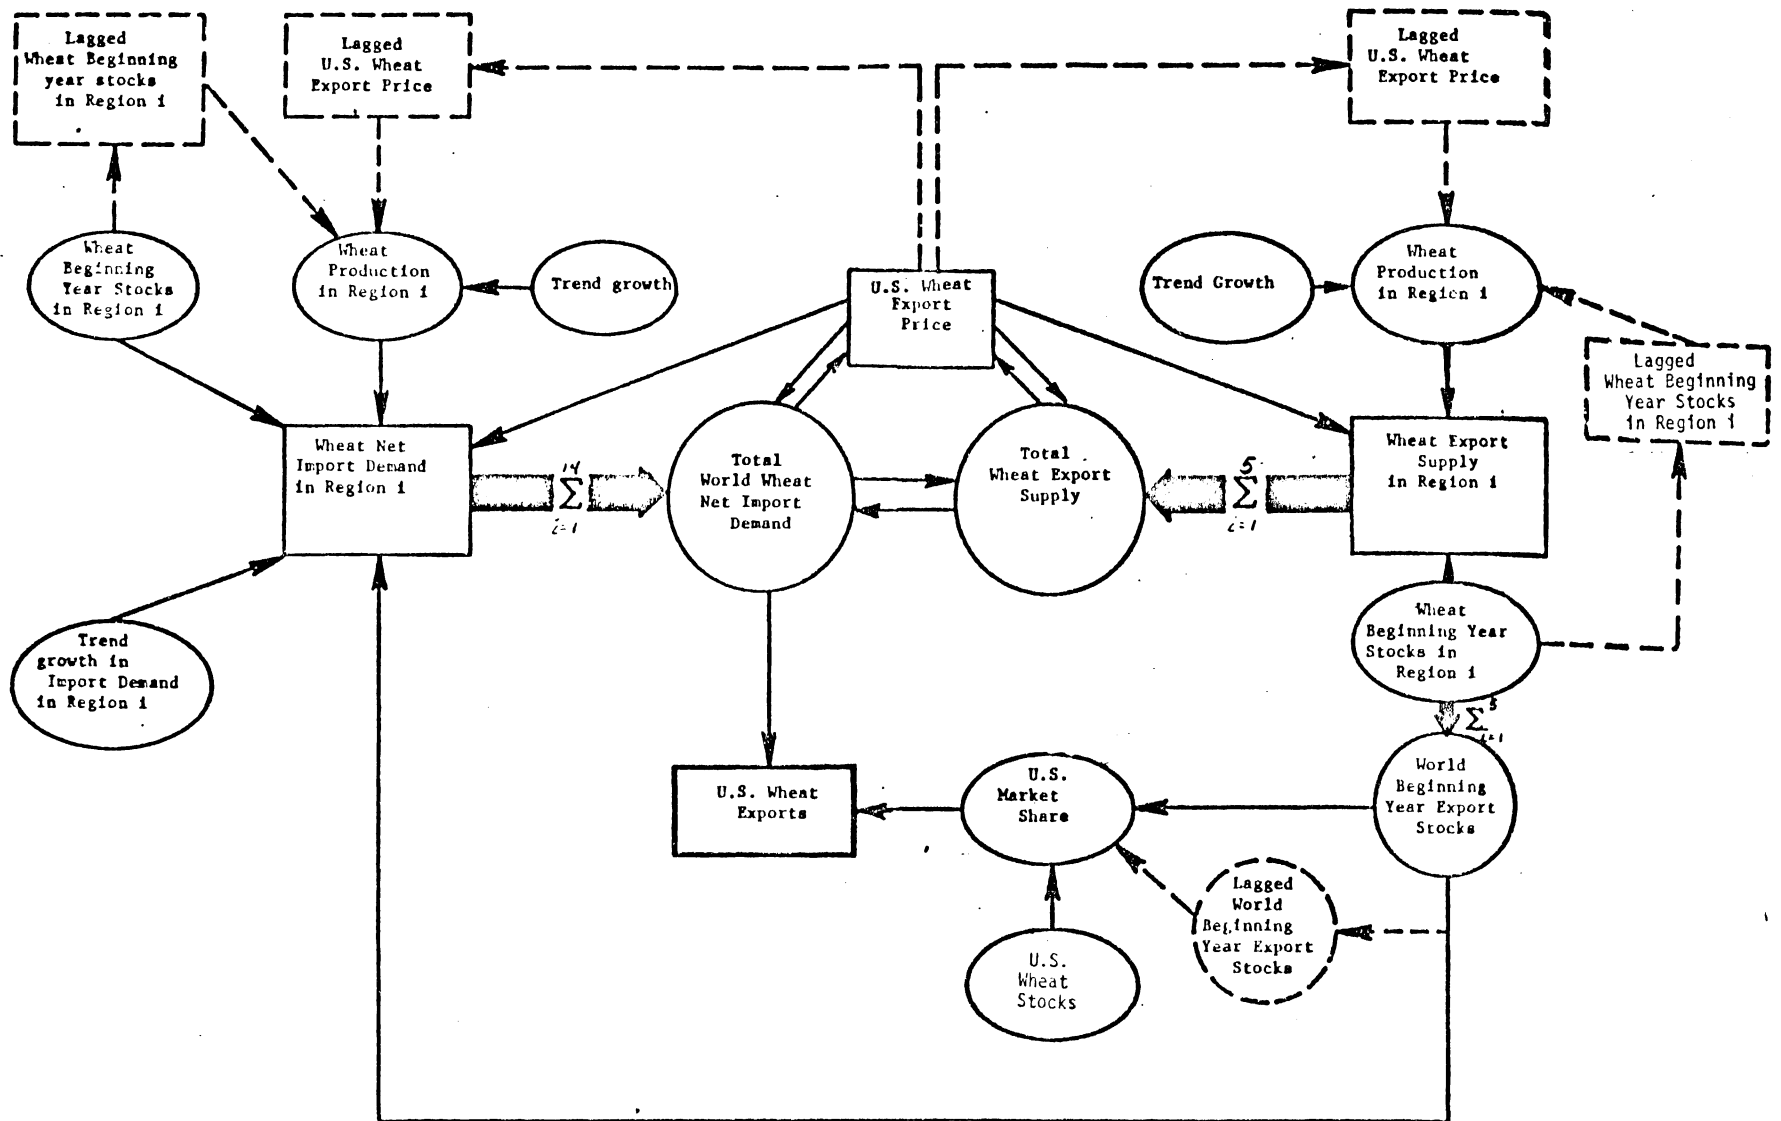 Lagged
Wheat Beginning
year stocks
in Region i
Lagged
U.S. Wheat
Export Price
Lagged
U.S. Wheat
Export Price
Wheat
Beginning
Year Stocks
in Region i
Wheat
Production
in Region i
Trend growth
U.S. Wheat
Export
Price
Trend Growth
Wheat
Production
in Region i
Lagged
Wheat Beginning
Year Stocks
in Region i
Wheat Net
Import Demand
in Region i
14
∑
i=1
Total
World Wheat
Net Import
Demand
Total
Wheat Export
Supply
5
∑
i=1
Wheat Export
Supply
in Region i
Trend
growth in
Import Demand
in Region i
Wheat
Beginning Year
Stocks in
Region i
5
∑
i=1
U.S. Wheat
Exports
U.S.
Market
Share
World
Beginning
Year Export
Stocks
Lagged
World
Beginning
Year Export
Stocks
U.S.
Wheat
Stocks